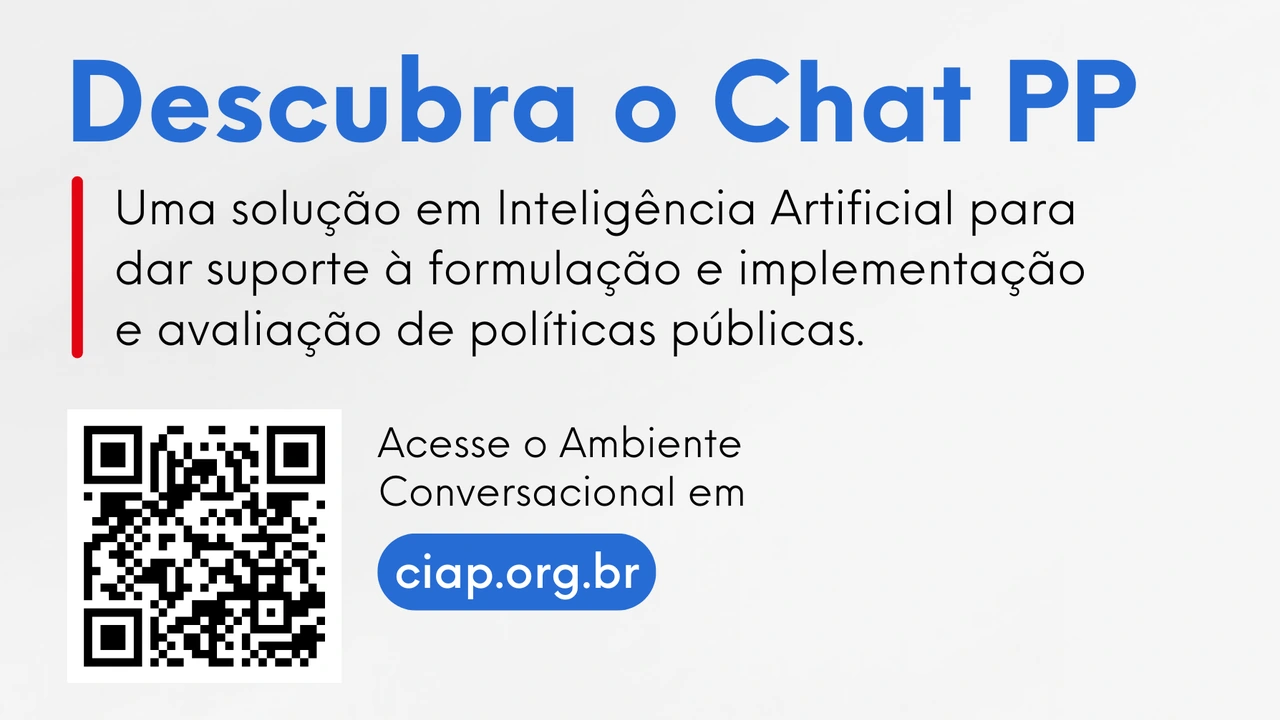 Descubra o Chat PP
Uma solução em Inteligência Artificial para
dar suporte à formulação e implementação
e avaliação de políticas públicas.
Acesse o Ambiente
Conversacional em
ciap.org.br